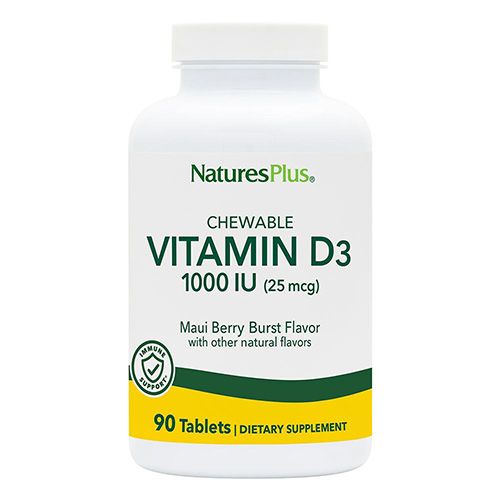 NaturesPlus®
CHEWABLE
VITAMIN D3
1000 IU (25 mcg)
Maui Berry Burst Flavor
with other natural flavors
IMMUNE
SUPPORT*
90 Tablets | DIETARY SUPPLEMENT